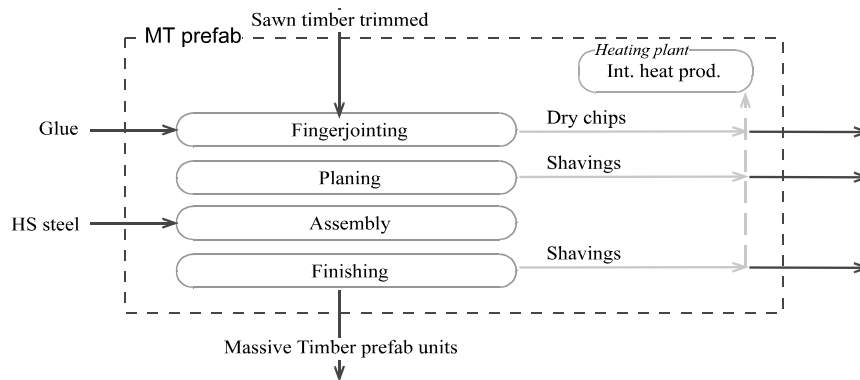 Sawn timber trimmed
MT prefab
Heating plant
Int. heat prod.
Glue
Fingerjointing
Dry chips
Planing
Shavings
HS steel
Assembly
Finishing
Shavings
Massive Timber prefab units